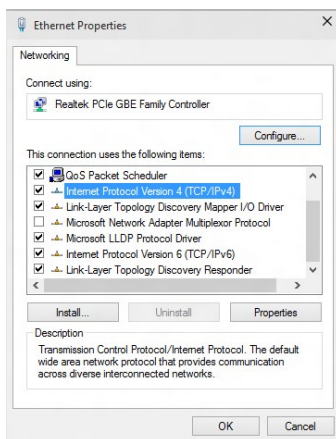 Ethernet Properties
Networking
Connect using:
Realtek PCIe GBE Family Controller
Configure...
This connection uses the following items:
QoS Packet Scheduler
Internet Protocol Version 4 (TCP/IPv4)
Link-Layer Topology Discovery Mapper I/O Driver
Microsoft Network Adapter Multiplexor Protocol
Microsoft LLDP Protocol Driver
Internet Protocol Version 6 (TCP/IPv6)
Link-Layer Topology Discovery Responder
Install... Uninstall Properties
Description
Transmission Control Protocol/Internet Protocol. The default
wide area network protocol that provides communication
across diverse interconnected networks.
OK Cancel